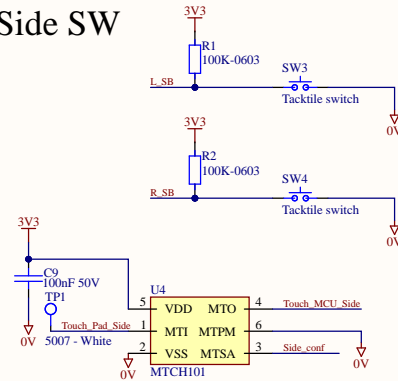 Side SW
3V3
R1
100K-0603
L_SB
SW3
Tacktile switch
0V
3V3
R2
100K-0603
R_SB
SW4
Tacktile switch
0V
3V3
C9
100nF 50V
TP1
Touch_Pad_Side
5007 - White
0V
0V
U4
5 VDD MTO 4 Touch_MCU_Side
1 MTI MTPM 6
2 VSS MTSA 3 Side_conf
MTCH101
0V